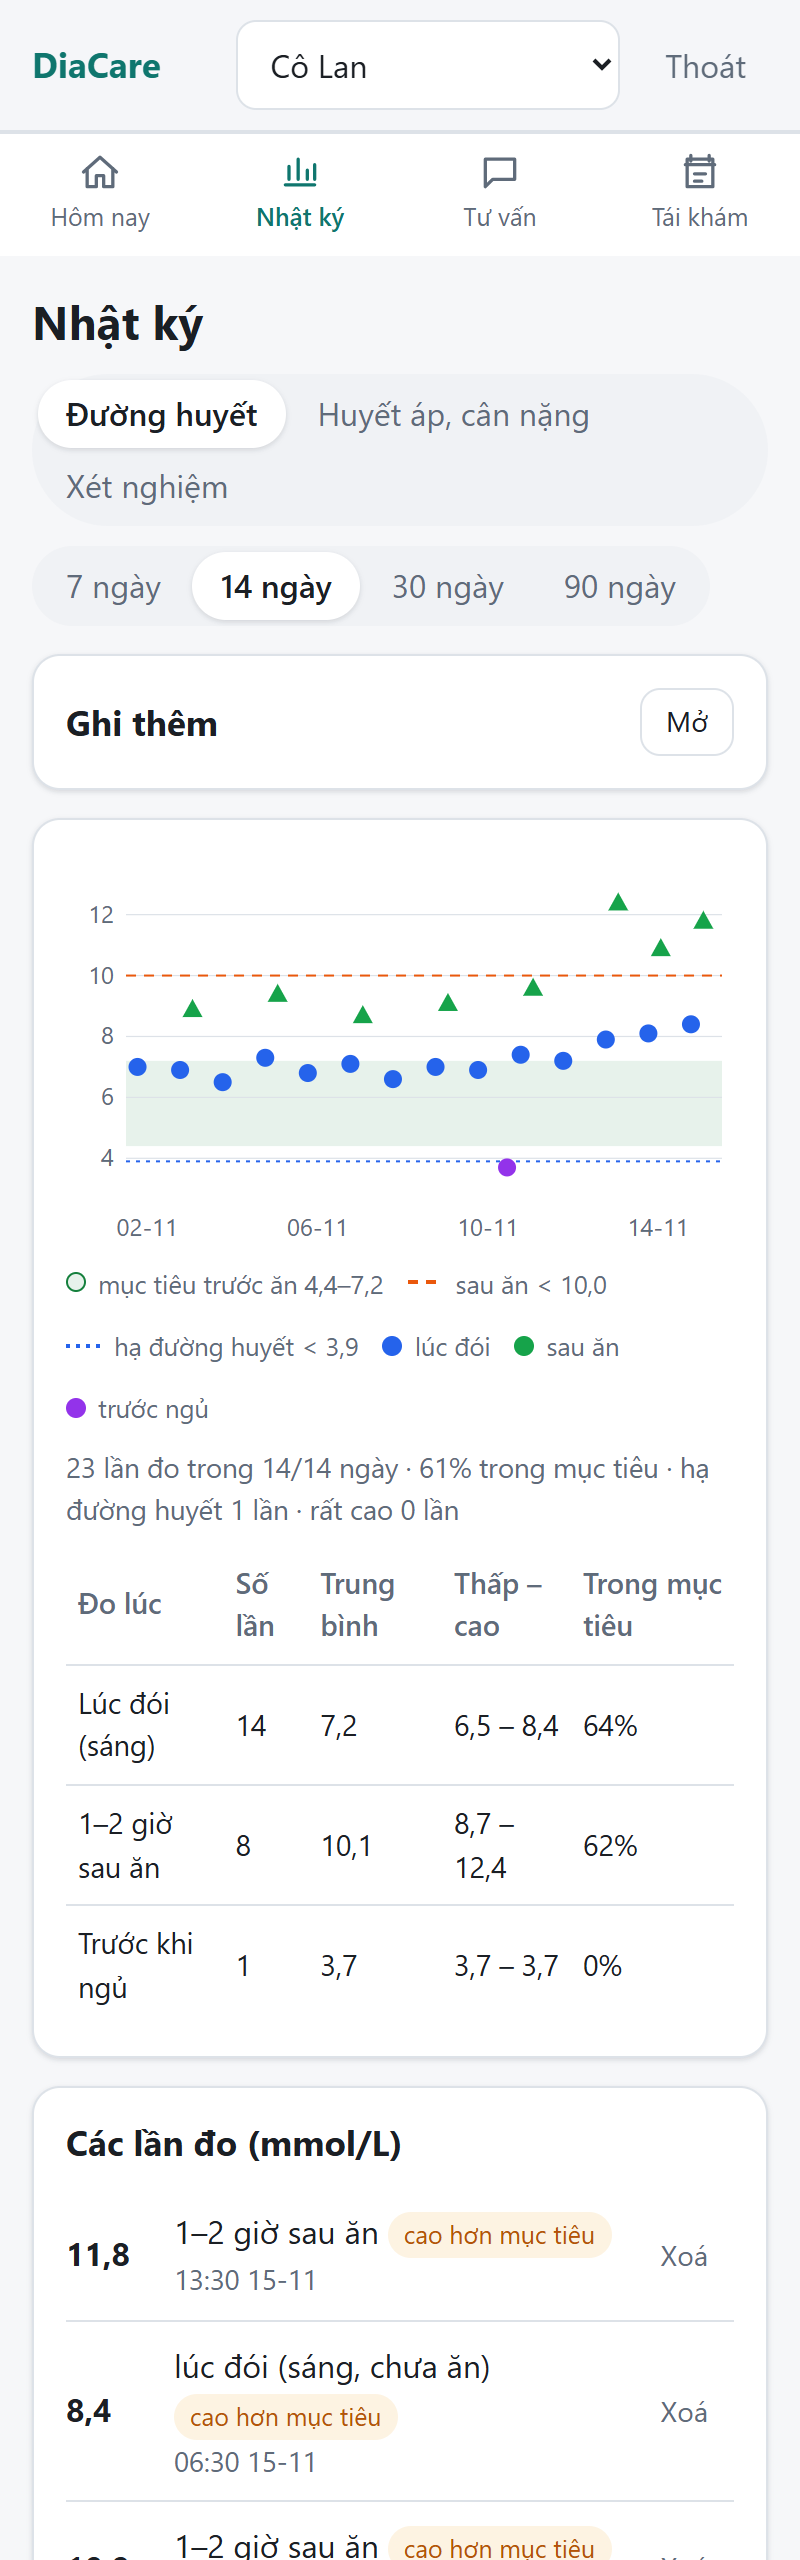 DiaCare
Cô Lan
Thoát
Hôm nay
Nhật ký
Tư vấn
Tái khám
Nhật ký
Đường huyết
Huyết áp, cân nặng
Xét nghiệm
7 ngày
14 ngày
30 ngày
90 ngày
Ghi thêm
Mở
12
10
8
6
4
02-11
06-11
10-11
14-11
mục tiêu trước ăn 4,4–7,2
sau ăn < 10,0
hạ đường huyết < 3,9
lúc đói
sau ăn
trước ngủ
23 lần đo trong 14/14 ngày · 61% trong mục tiêu · hạ
đường huyết 1 lần · rất cao 0 lần
Đo lúc
Số lần
Trung bình
Thấp – cao
Trong mục tiêu
Lúc đói (sáng)
14
7,2
6,5 – 8,4
64%
1–2 giờ sau ăn
8
10,1
8,7 – 12,4
62%
Trước khi ngủ
1
3,7
3,7 – 3,7
0%
Các lần đo (mmol/L)
11,8
1–2 giờ sau ăn
cao hơn mục tiêu
13:30 15-11
Xoá
8,4
lúc đói (sáng, chưa ăn)
cao hơn mục tiêu
06:30 15-11
Xoá
1–2 giờ sau ăn
cao hơn mục tiêu